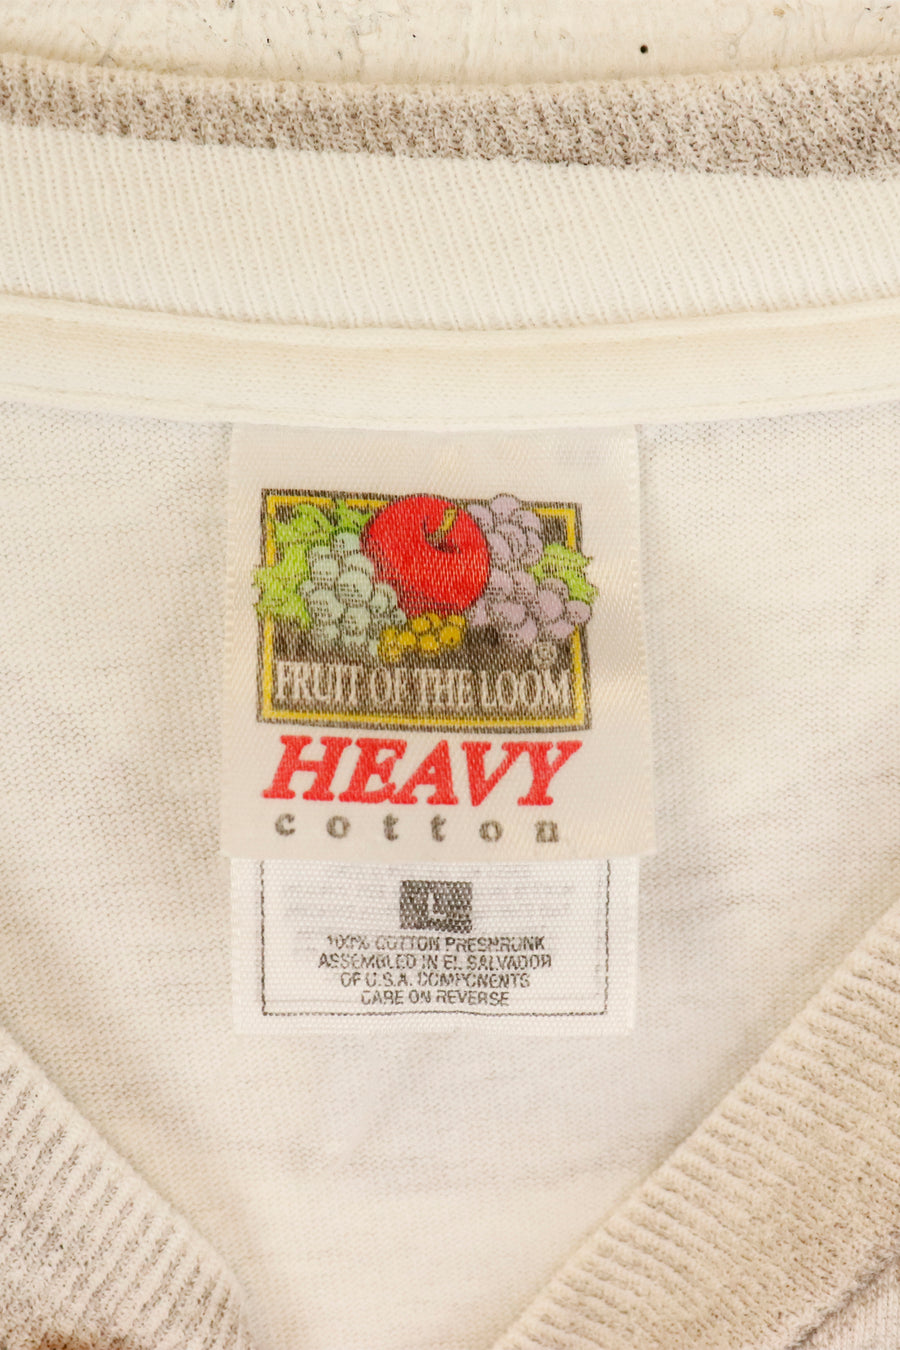 ®
FRUIT OF THE LOOM
HEAVY
cotton
L
100% COTTON PRESHRUNK
ASSEMBLED IN EL SALVADOR
OF U.S.A. COMPONENTS
CARE ON REVERSE